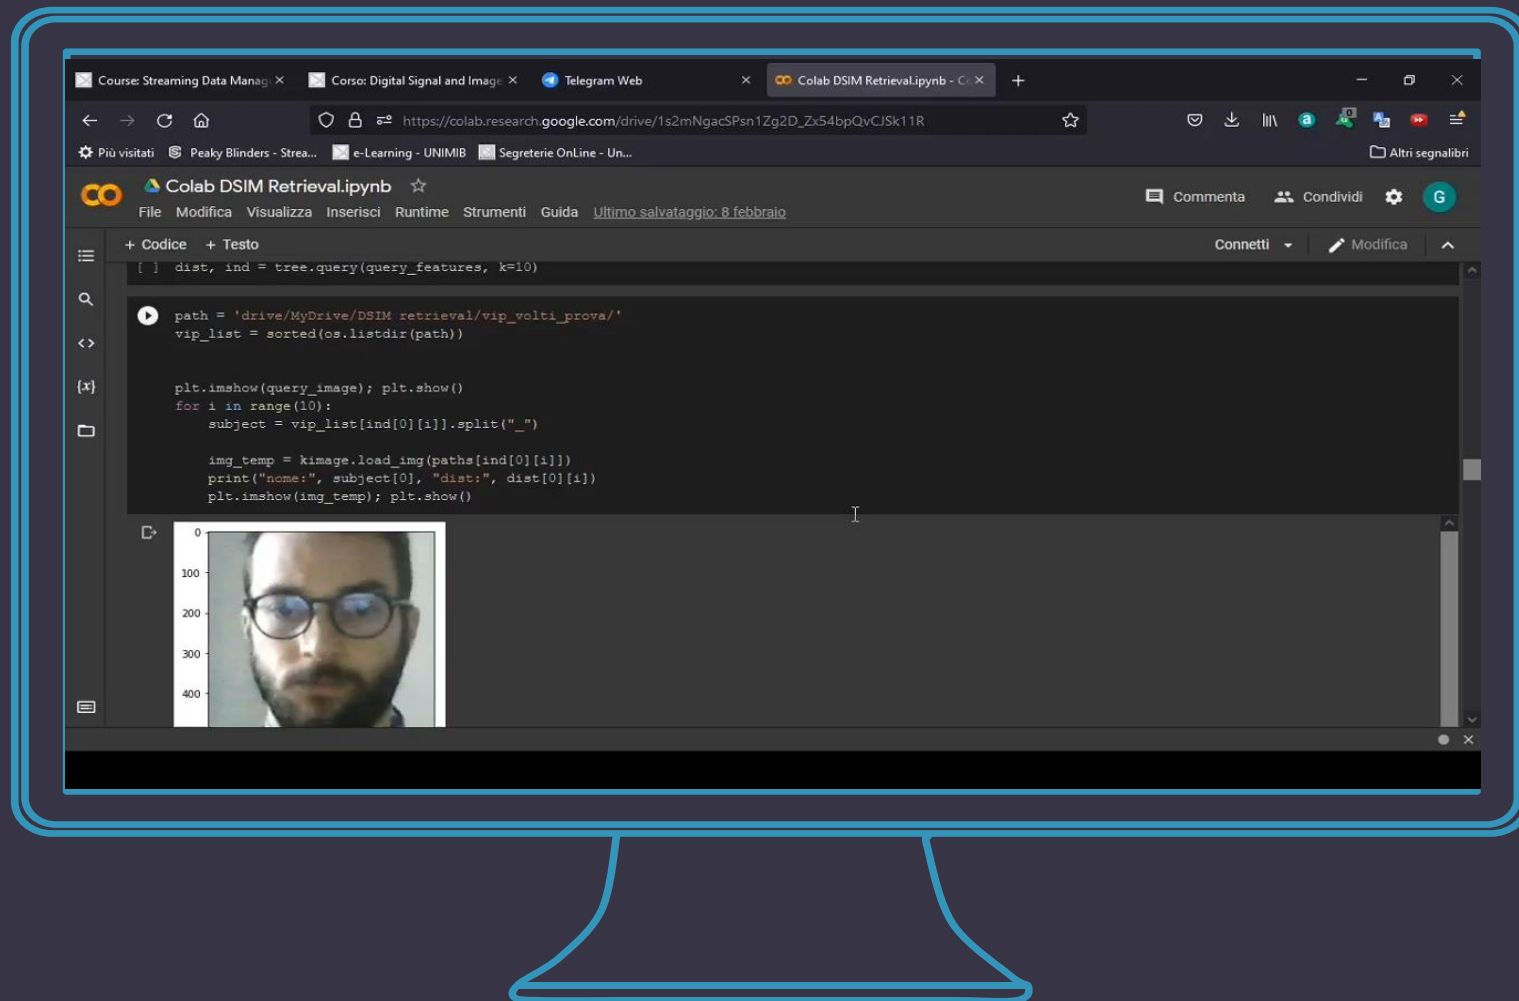 Course: Streaming Data Manag
Corso: Digital Signal and Image
Telegram Web
Colab DSIM Retrieval.ipynb - Co
https://colab.research.google.com/drive/1s2mNgacSPsn1Zg2D_Zx54bpQvCJSk11R
Più visitati
Peaky Blinders - Strea...
e-Learning - UNIMIB
Segreterie OnLine - Un...
Altri segnalibri
CO
Colab DSIM Retrieval.ipynb
Commenta
Condividi
G
File Modifica Visualizza Inserisci Runtime Strumenti Guida Ultimo salvataggio: 8 febbraio
+ Codice + Testo
Connetti
Modifica
[ ] dist, ind = tree.query(query_features, k=10)
path = 'drive/MyDrive/DSIM retrieval/vip_volti_prova/'
vip_list = sorted(os.listdir(path))
{x}
plt.imshow(query_image); plt.show()
for i in range(10):
subject = vip_list[ind[0][i]].split("_")
img_temp = kimage.load_img(paths[ind[0][i]])
print("nome:", subject[0], "dist:", dist[0][i])
plt.imshow(img_temp); plt.show()
0
100
200
300
400